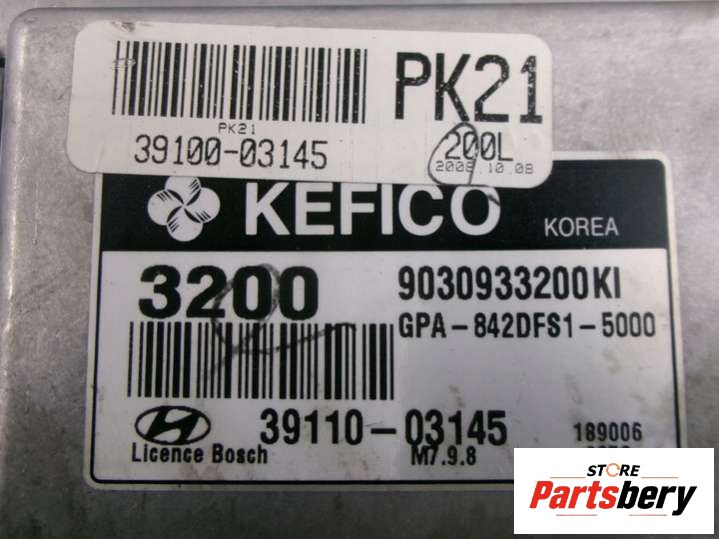 PK21
PK21
39100-03145
200L
2008.10.08
KEFICO
KOREA
3200
9030933200KI
GPA-842DFS1-5000
39110-03145
189006
Licence Bosch
M7.9.8
STORE
Partsbery